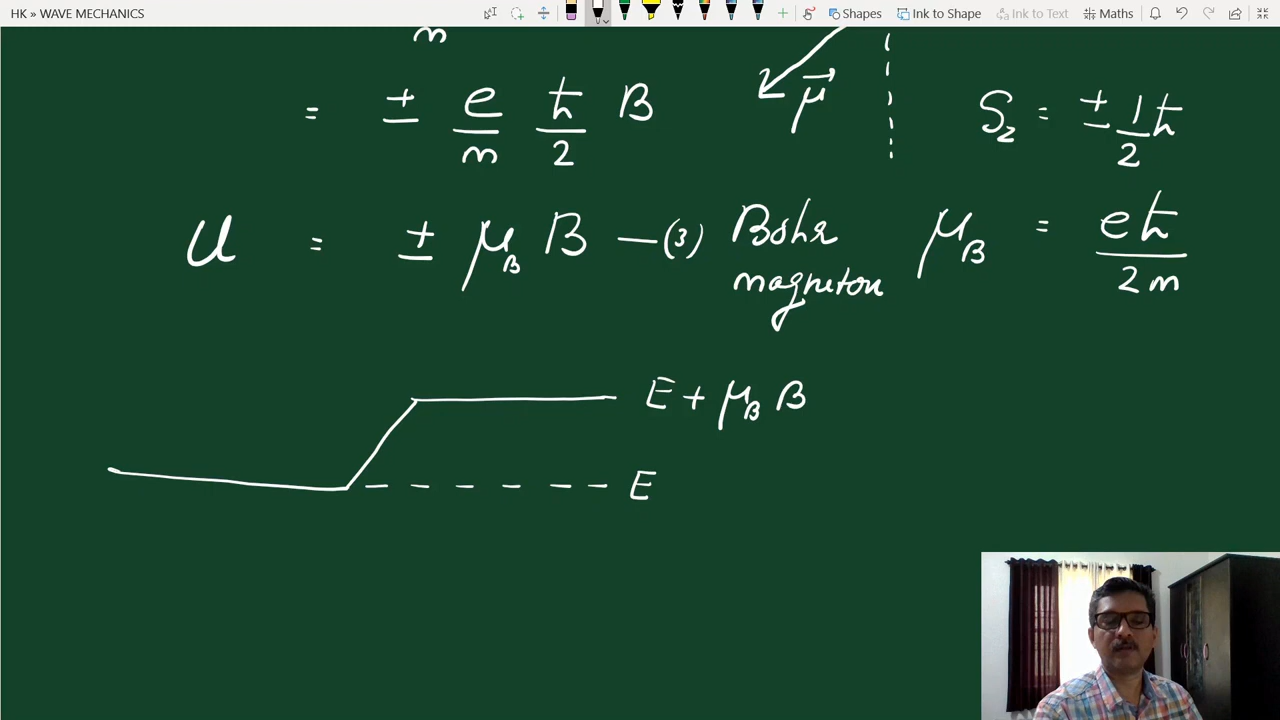 HK » WAVE MECHANICS
Shapes Ink to Shape Ink to Text Maths
m
= ± e/m ħ/2 B
μ⃗
S_z = ± 1/2 ħ
U = ± μ_B B —(3) Bohr magneton μ_B = eħ/2m
E + μ_B B
E